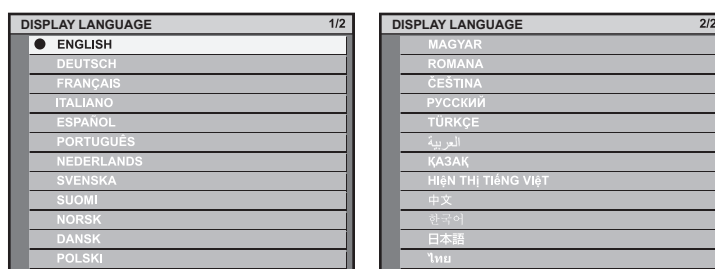 DISPLAY LANGUAGE 1/2
ENGLISH
DEUTSCH
FRANÇAIS
ITALIANO
ESPAÑOL
PORTUGUÊS
NEDERLANDS
SVENSKA
SUOMI
NORSK
DANSK
POLSKI
DISPLAY LANGUAGE 2/2
MAGYAR
ROMANA
ČEŠTINA
РУССКИЙ
TÜRKÇE
العربية
ҚАЗАҚ
HIệN THị TIếNG VIệT
中文
한국어
日本語
ไทย